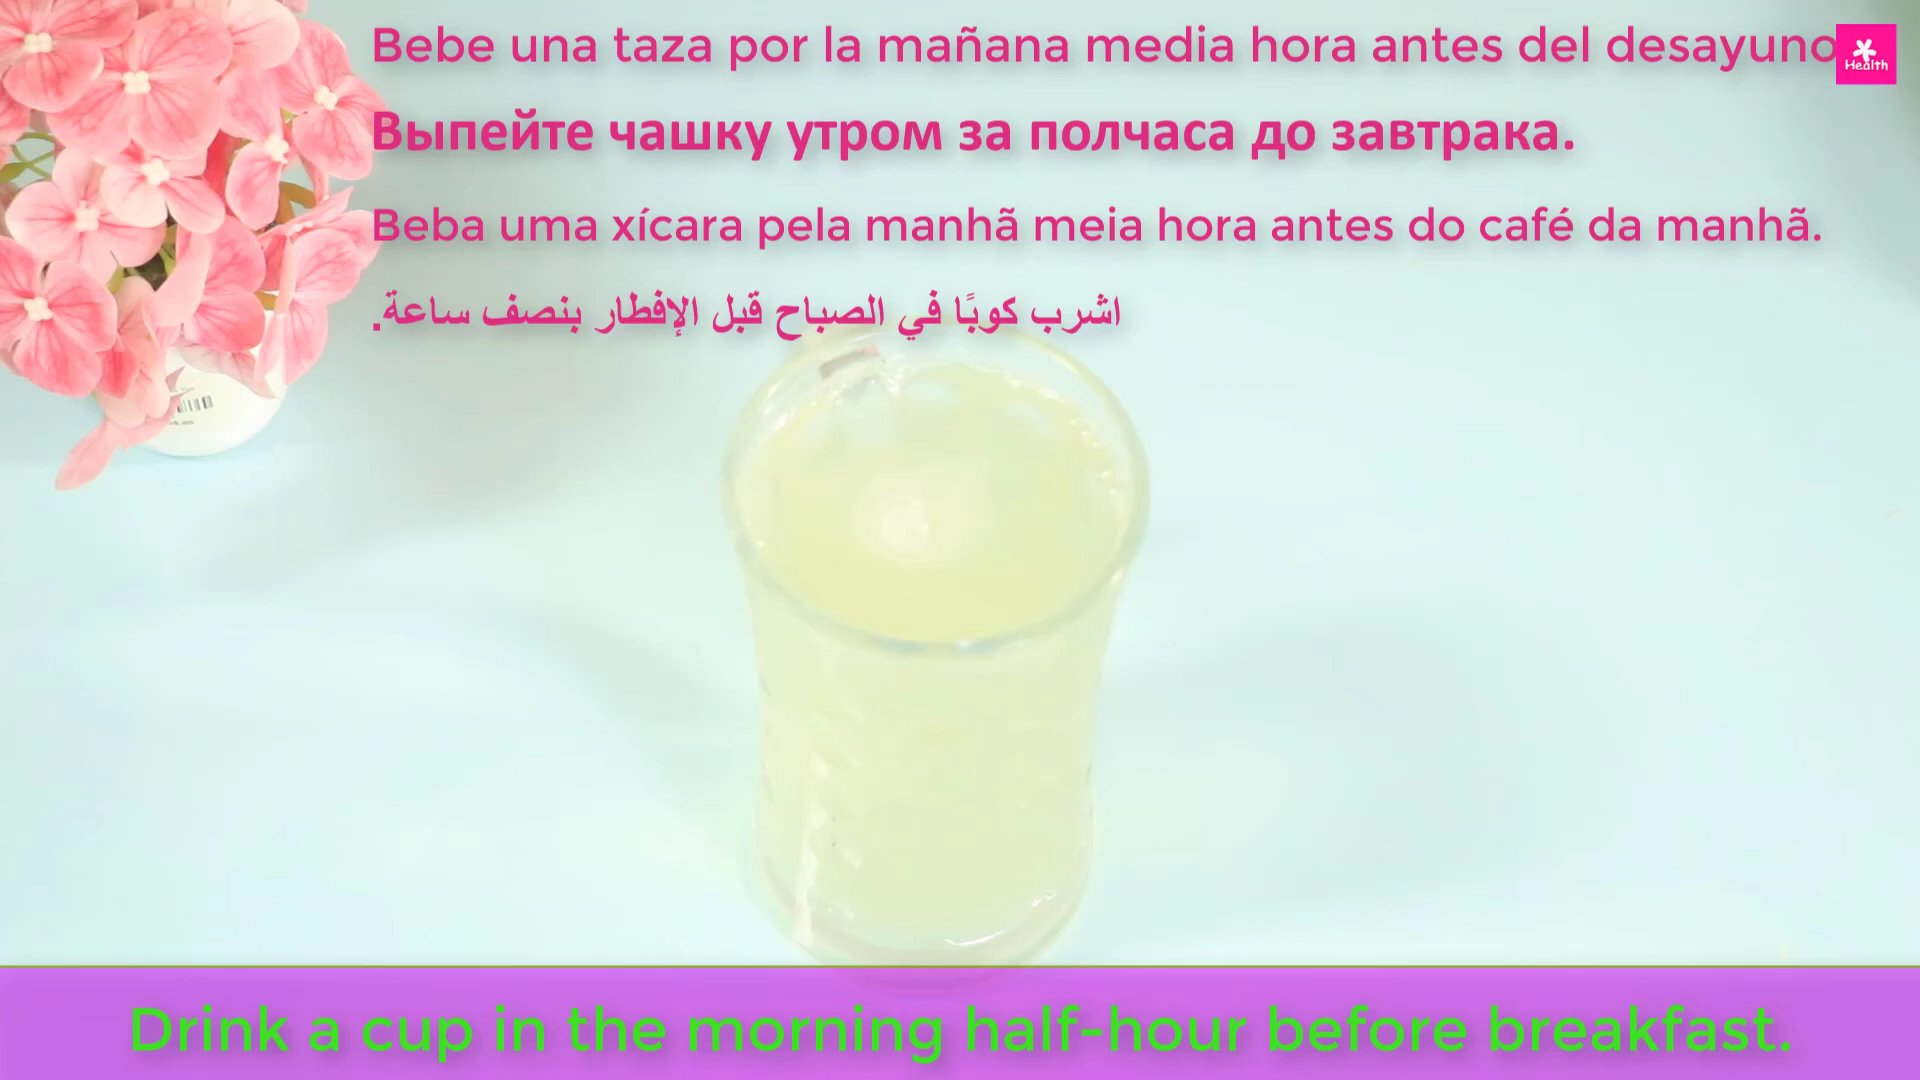 Bebe una taza por la mañana media hora antes del desayuno
Health
Выпейте чашку утром за полчаса до завтрака.
Beba uma xícara pela manhã meia hora antes do café da manhã.
اشرب كوبًا في الصباح قبل الإفطار بنصف ساعة.
Drink a cup in the morning half-hour before breakfast.